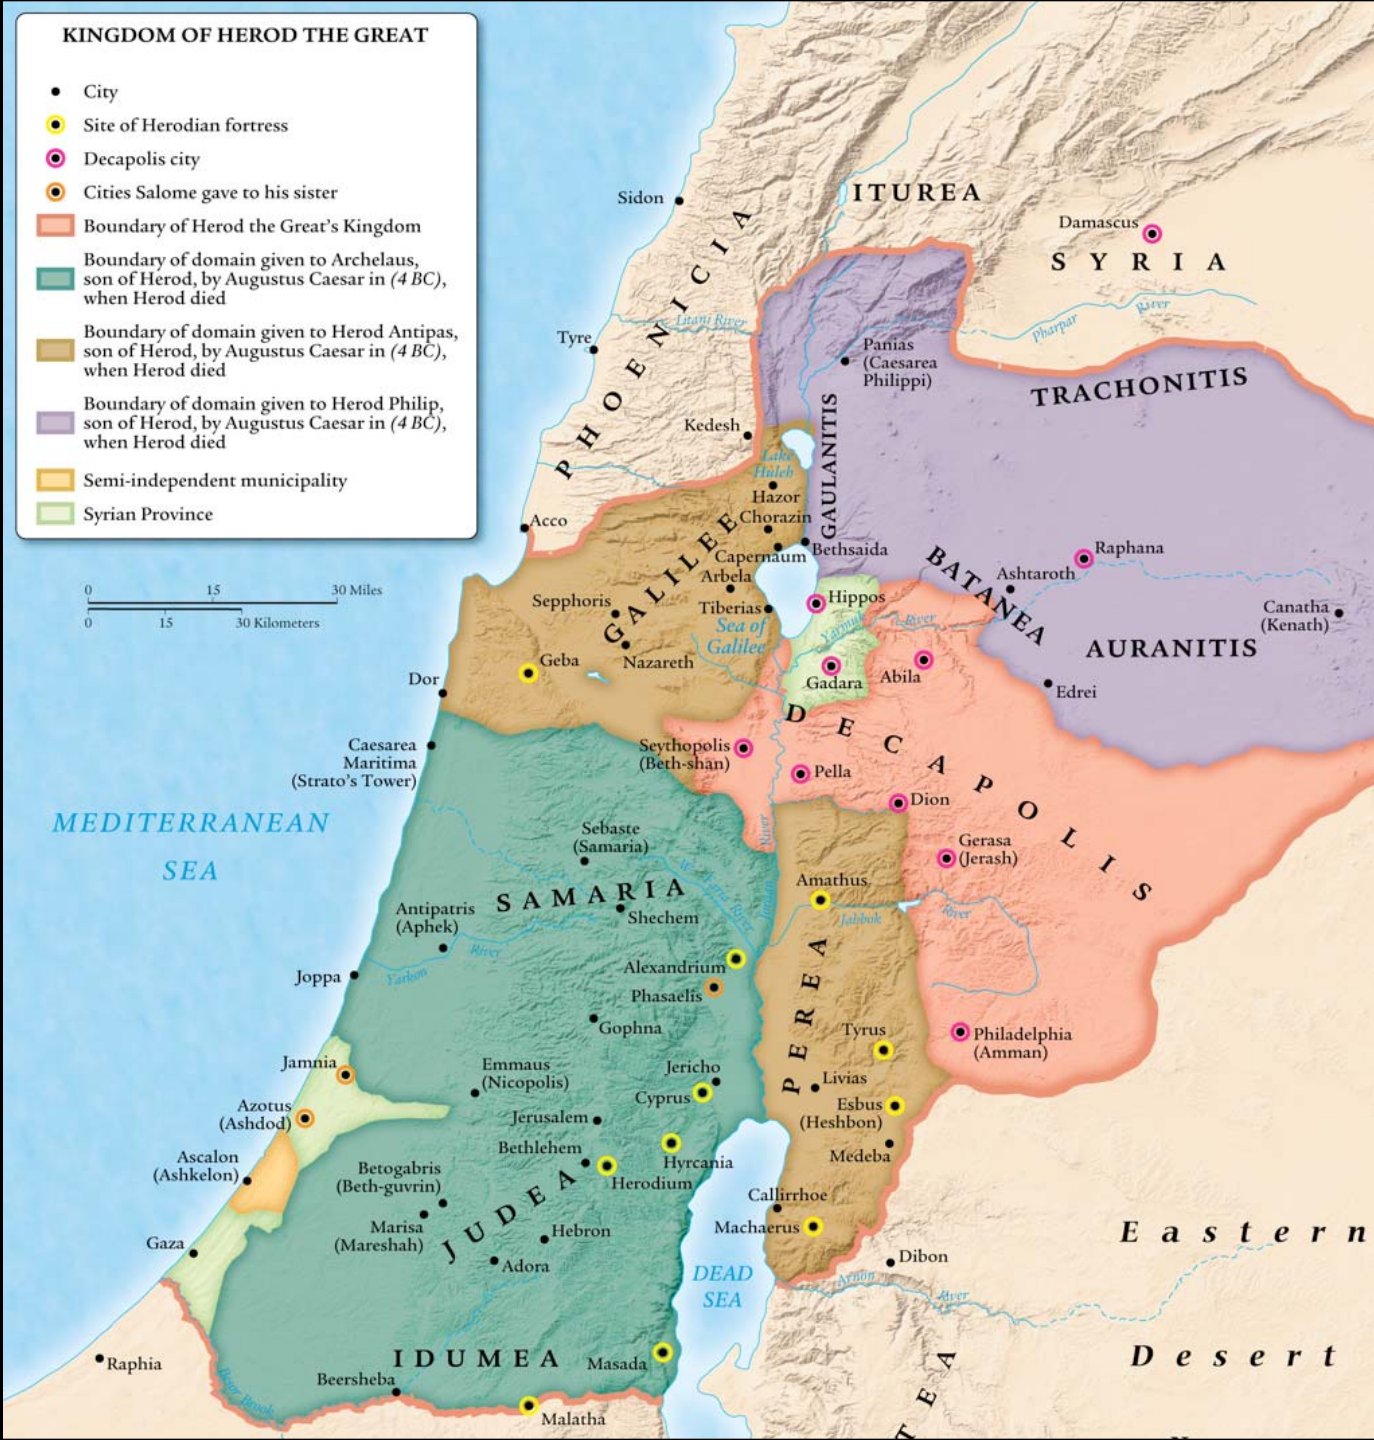 KINGDOM OF HEROD THE GREAT
City
Site of Herodian fortress
Decapolis city
Cities Salome gave to his sister
Boundary of Herod the Great's Kingdom
Boundary of domain given to Archelaus,
son of Herod, by Augustus Caesar in (4 BC),
when Herod died
Boundary of domain given to Herod Antipas,
son of Herod, by Augustus Caesar in (4 BC),
when Herod died
Boundary of domain given to Herod Philip,
son of Herod, by Augustus Caesar in (4 BC),
when Herod died
Semi-independent municipality
Syrian Province
0 15 30 Miles
0 15 30 Kilometers
Sidon
ITUREA
Damascus
SYRIA
PHOENICIA
Litani River
Pharpar
River
Tyre
Panias
(Caesarea
Philippi)
TRACHONITIS
Kedesh
GAULANITIS
Lake
Huleh
Hazor
Chorazin
Acco
GALILEE
Capernaum
Bethsaida
BATANEA
Raphana
Arbela
Ashtaroth
Sepphoris
Tiberias
Hippos
Canatha
(Kenath)
Sea of
Galilee
Yarmuk
River
AURANITIS
Geba
Nazareth
Gadara
Abila
Dor
Edrei
DECAPOLIS
Caesarea
Maritima
(Strato's Tower)
Seythopolis
(Beth-shan)
Pella
Dion
MEDITERRANEAN
SEA
Sebaste
(Samaria)
River
Jordan
Gerasa
(Jerash)
SAMARIA
Amathus
Antipatris
(Aphek)
Shechem
Jabbok
River
Yarkon
River
Joppa
Alexandrium
Phasaelis
PEREA
Gophna
Tyrus
Philadelphia
(Amman)
Jamnia
Emmaus
(Nicopolis)
Jericho
Cyprus
Livias
Azotus
(Ashdod)
Jerusalem
Esbus
(Heshbon)
Bethlehem
Ascalon
(Ashkelon)
Betogabris
(Beth-guvrin)
Hyrcania
Herodium
Medeba
JUDEA
Marisa
(Mareshah)
Callirrhoe
Machaerus
Hebron
Gaza
Adora
Dibon
Eastern
DEAD
SEA
Arnon
River
Raphia
IDUMEA
Masada
Desert
Beersheba
Besor Brook
Malatha